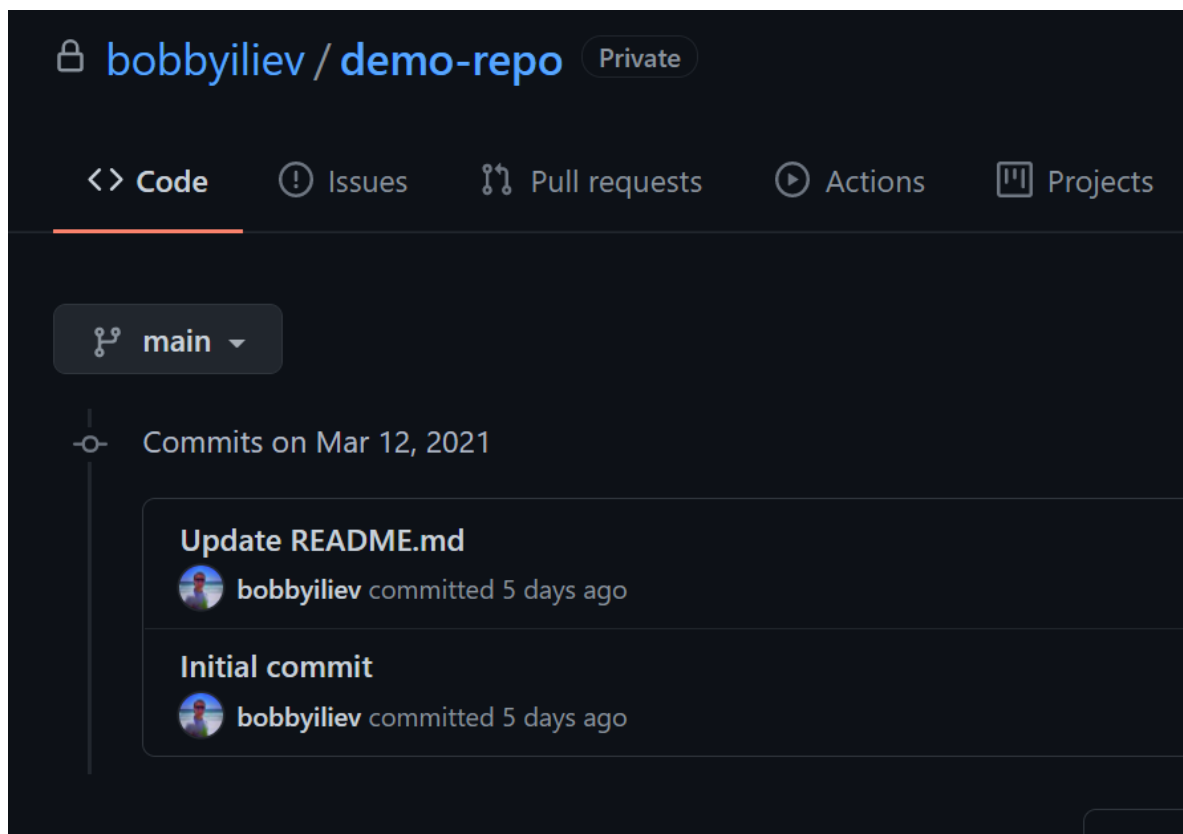 bobbyiliev / demo-repo Private
Code Issues Pull requests Actions Projects
main
Commits on Mar 12, 2021
Update README.md
bobbyiliev committed 5 days ago
Initial commit
bobbyiliev committed 5 days ago